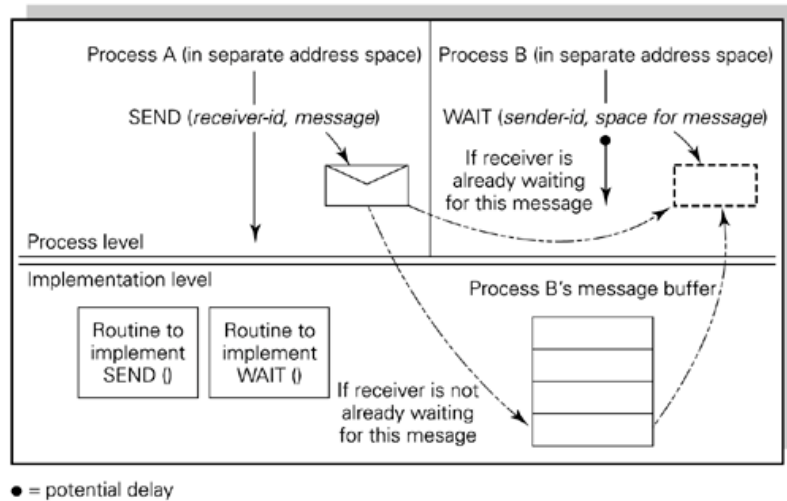 Process A (in separate address space)
Process B (in separate address space)
SEND (receiver-id, message)
WAIT (sender-id, space for message)
If receiver is
already waiting
for this message
Process level
Implementation level
Process B's message buffer
Routine to
implement
SEND ()
Routine to
implement
WAIT ()
If receiver is not
already waiting
for this mesage
● = potential delay